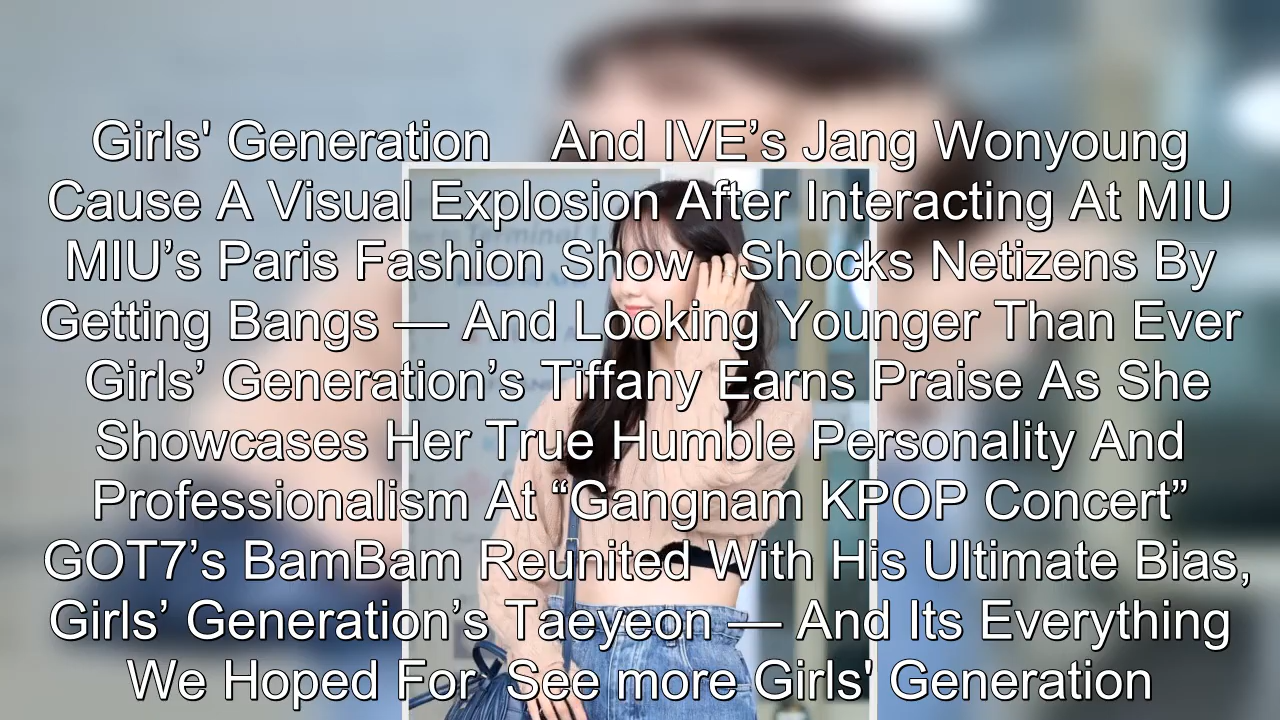 Girls' Generation And IVE’s Jang Wonyoung
Cause A Visual Explosion After Interacting At MIU
MIU’s Paris Fashion Show Shocks Netizens By
Getting Bangs — And Looking Younger Than Ever
Girls’ Generation’s Tiffany Earns Praise As She
Showcases Her True Humble Personality And
Professionalism At “Gangnam KPOP Concert”
GOT7’s BamBam Reunited With His Ultimate Bias,
Girls’ Generation’s Taeyeon — And Its Everything
We Hoped For See more Girls' Generation
Terminal